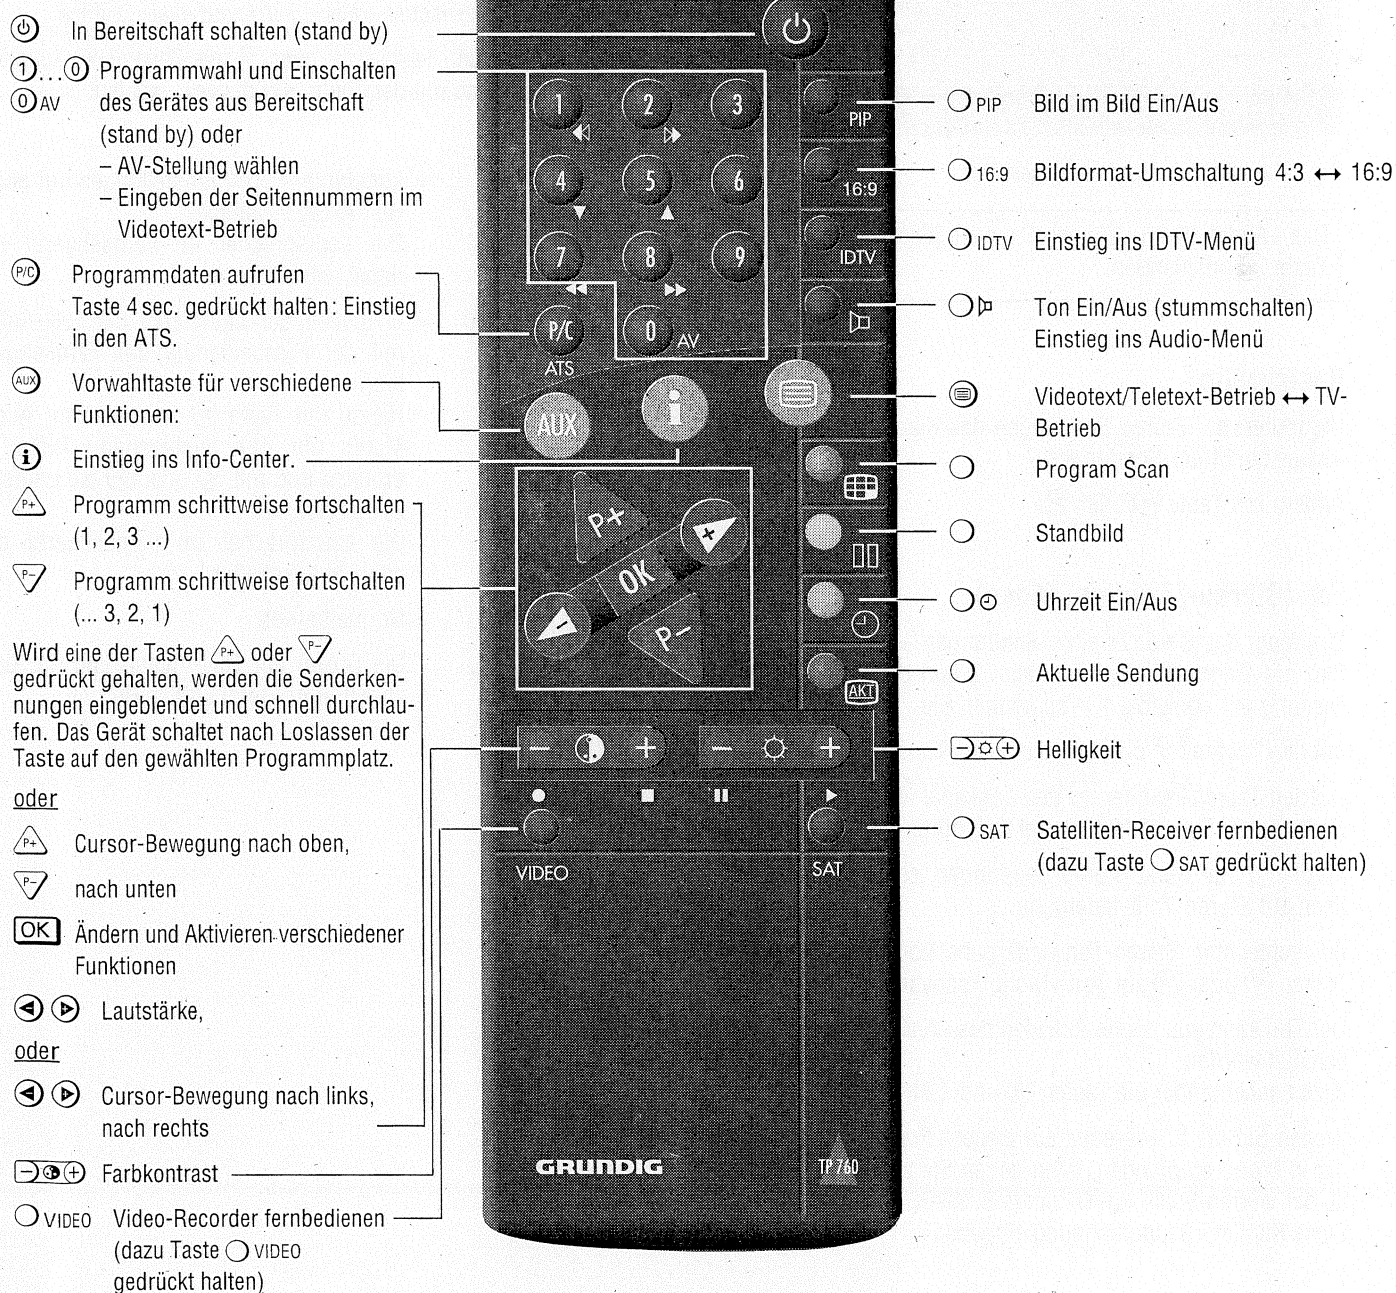 In Bereitschaft schalten (stand by)
1...0 Programmwahl und Einschalten
0 AV des Gerätes aus Bereitschaft
(stand by) oder
– AV-Stellung wählen
– Eingeben der Seitennummern im
Videotext-Betrieb
P/C Programmdaten aufrufen
Taste 4 sec. gedrückt halten: Einstieg
in den ATS.
AUX Vorwahltaste für verschiedene
Funktionen:
i Einstieg ins Info-Center.
P+ Programm schrittweise fortschalten
(1, 2, 3 ...)
P- Programm schrittweise fortschalten
(... 3, 2, 1)
Wird eine der Tasten P+ oder P-
gedrückt gehalten, werden die Senderken-
nungen eingeblendet und schnell durchlau-
fen. Das Gerät schaltet nach Loslassen der
Taste auf den gewählten Programmplatz.
oder
P+ Cursor-Bewegung nach oben,
P- nach unten
OK Ändern und Aktivieren verschiedener
Funktionen
Lautstärke,
oder
Cursor-Bewegung nach links,
nach rechts
- + Farbkontrast
VIDEO Video-Recorder fernbedienen
(dazu Taste VIDEO
gedrückt halten)
1 2 3
4 5 6
7 8 9
P/C 0 AV
ATS
AUX i
P+
+
OK
-
P-
- + - +
VIDEO
SAT
GRUNDIG
TP 760
PIP
16:9
IDTV
AKT
PIP Bild im Bild Ein/Aus
16:9 Bildformat-Umschaltung 4:3 ↔ 16:9
IDTV Einstieg ins IDTV-Menü
Ton Ein/Aus (stummschalten)
Einstieg ins Audio-Menü
Videotext/Teletext-Betrieb ↔ TV-
Betrieb
Program Scan
Standbild
Uhrzeit Ein/Aus
Aktuelle Sendung
- + Helligkeit
SAT Satelliten-Receiver fernbedienen
(dazu Taste SAT gedrückt halten)